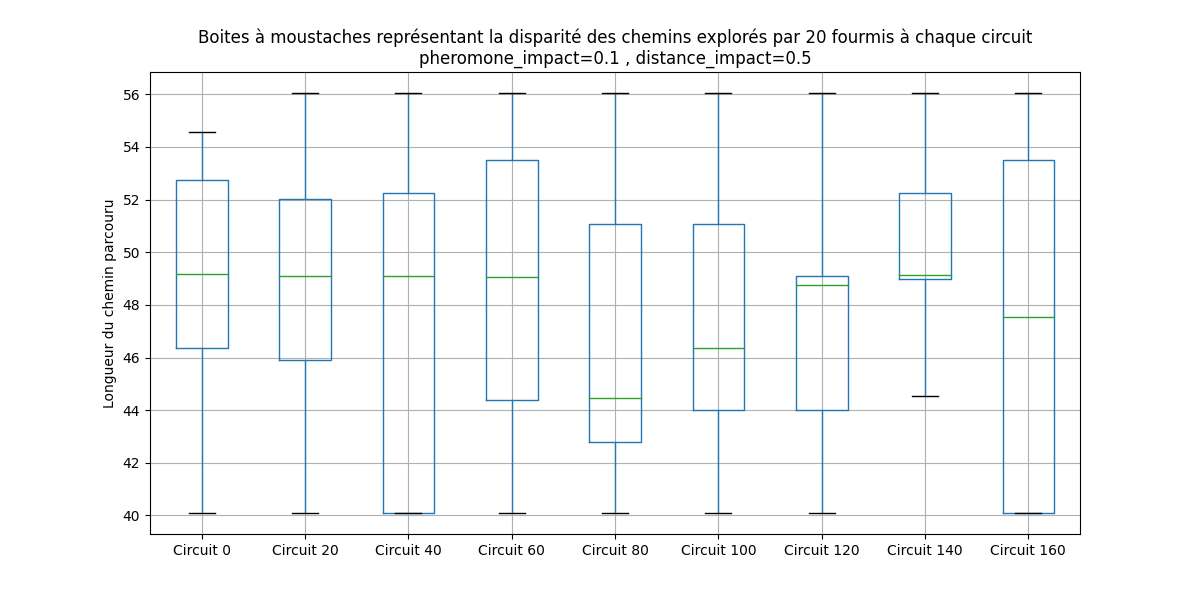 Boites à moustaches représentant la disparité des chemins explorés par 20 fourmis à chaque circuit
pheromone_impact=0.1 , distance_impact=0.5
Longueur du chemin parcouru
56
54
52
50
48
46
44
42
40
Circuit 0 Circuit 20 Circuit 40 Circuit 60 Circuit 80 Circuit 100 Circuit 120 Circuit 140 Circuit 160